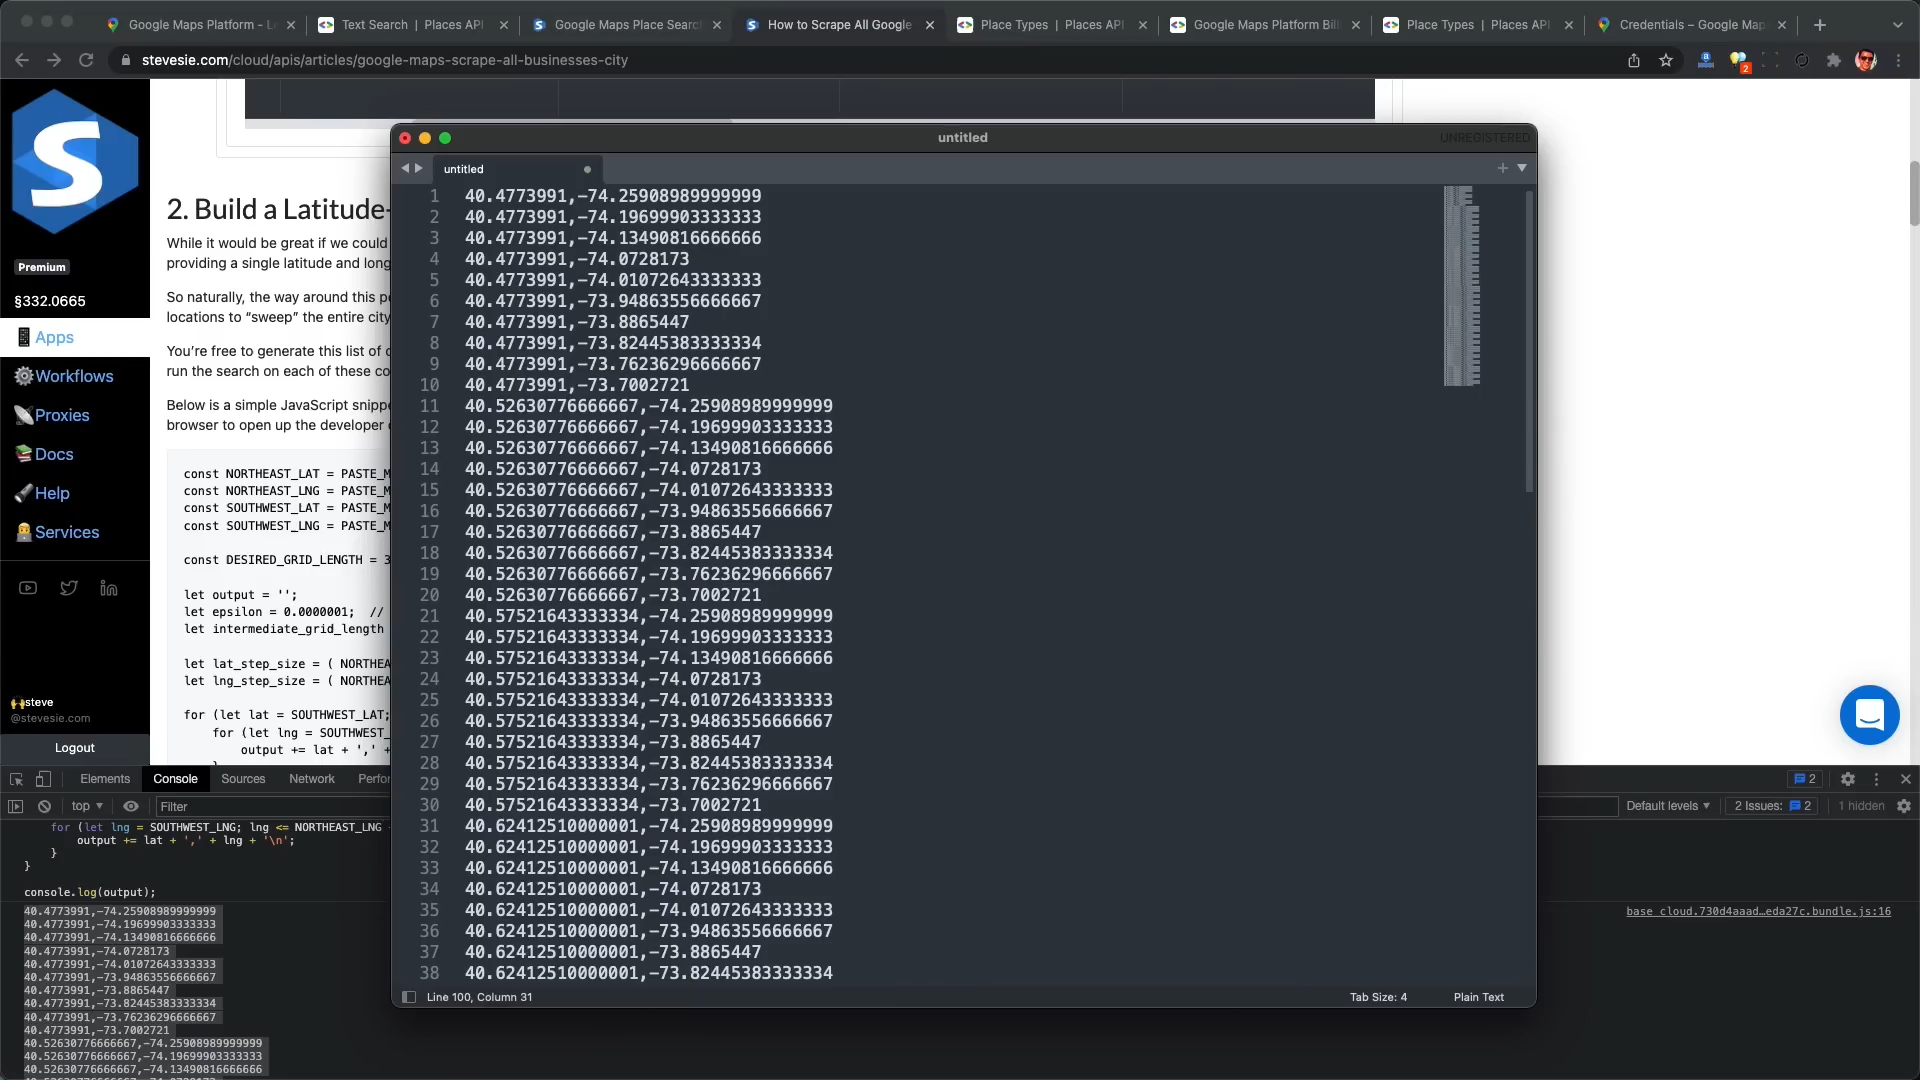 Google Maps Platform - Le
Text Search | Places API
Google Maps Place Searc
How to Scrape All Google
Place Types | Places API
Google Maps Platform Bil
Place Types | Places API
Credentials – Google Map
stevesie.com/cloud/apis/articles/google-maps-scrape-all-businesses-city
2
S
Premium
§332.0665
Apps
Workflows
Proxies
Docs
Help
Services
steve
@stevesie.com
Logout
2. Build a Latitude-
While it would be great if we could
providing a single latitude and long
So naturally, the way around this pe
locations to “sweep” the entire city
You’re free to generate this list of c
run the search on each of these co
Below is a simple JavaScript snippe
browser to open up the developer c
const NORTHEAST_LAT = PASTE_M
const NORTHEAST_LNG = PASTE_M
const SOUTHWEST_LAT = PASTE_M
const SOUTHWEST_LNG = PASTE_M
const DESIRED_GRID_LENGTH = 3
let output = '';
let epsilon = 0.0000001; //
let intermediate_grid_length
let lat_step_size = ( NORTHEA
let lng_step_size = ( NORTHEA
for (let lat = SOUTHWEST_LAT;
for (let lng = SOUTHWEST_
output += lat + ',' +
untitled
UNREGISTERED
untitled
1 40.4773991,-74.25908989999999
2 40.4773991,-74.19699903333333
3 40.4773991,-74.13490816666666
4 40.4773991,-74.0728173
5 40.4773991,-74.01072643333333
6 40.4773991,-73.94863556666667
7 40.4773991,-73.8865447
8 40.4773991,-73.82445383333334
9 40.4773991,-73.76236296666667
10 40.4773991,-73.7002721
11 40.52630776666667,-74.25908989999999
12 40.52630776666667,-74.19699903333333
13 40.52630776666667,-74.13490816666666
14 40.52630776666667,-74.0728173
15 40.52630776666667,-74.01072643333333
16 40.52630776666667,-73.94863556666667
17 40.52630776666667,-73.8865447
18 40.52630776666667,-73.82445383333334
19 40.52630776666667,-73.76236296666667
20 40.52630776666667,-73.7002721
21 40.57521643333334,-74.25908989999999
22 40.57521643333334,-74.19699903333333
23 40.57521643333334,-74.13490816666666
24 40.57521643333334,-74.0728173
25 40.57521643333334,-74.01072643333333
26 40.57521643333334,-73.94863556666667
27 40.57521643333334,-73.8865447
28 40.57521643333334,-73.82445383333334
29 40.57521643333334,-73.76236296666667
30 40.57521643333334,-73.7002721
31 40.62412510000001,-74.25908989999999
32 40.62412510000001,-74.19699903333333
33 40.62412510000001,-74.13490816666666
34 40.62412510000001,-74.0728173
35 40.62412510000001,-74.01072643333333
36 40.62412510000001,-73.94863556666667
37 40.62412510000001,-73.8865447
38 40.62412510000001,-73.82445383333334
Line 100, Column 31
Tab Size: 4
Plain Text
Elements Console Sources Network Perfor
2
top
Filter
Default levels
2 Issues: 2
1 hidden
for (let lng = SOUTHWEST_LNG; lng <= NORTHEAST_LNG
output += lat + ',' + lng + '\n';
}
}
console.log(output);
base_cloud.730d4aaad…eda27c.bundle.js:16
40.4773991,-74.25908989999999
40.4773991,-74.19699903333333
40.4773991,-74.13490816666666
40.4773991,-74.0728173
40.4773991,-74.01072643333333
40.4773991,-73.94863556666667
40.4773991,-73.8865447
40.4773991,-73.82445383333334
40.4773991,-73.76236296666667
40.4773991,-73.7002721
40.52630776666667,-74.25908989999999
40.52630776666667,-74.19699903333333
40.52630776666667,-74.13490816666666